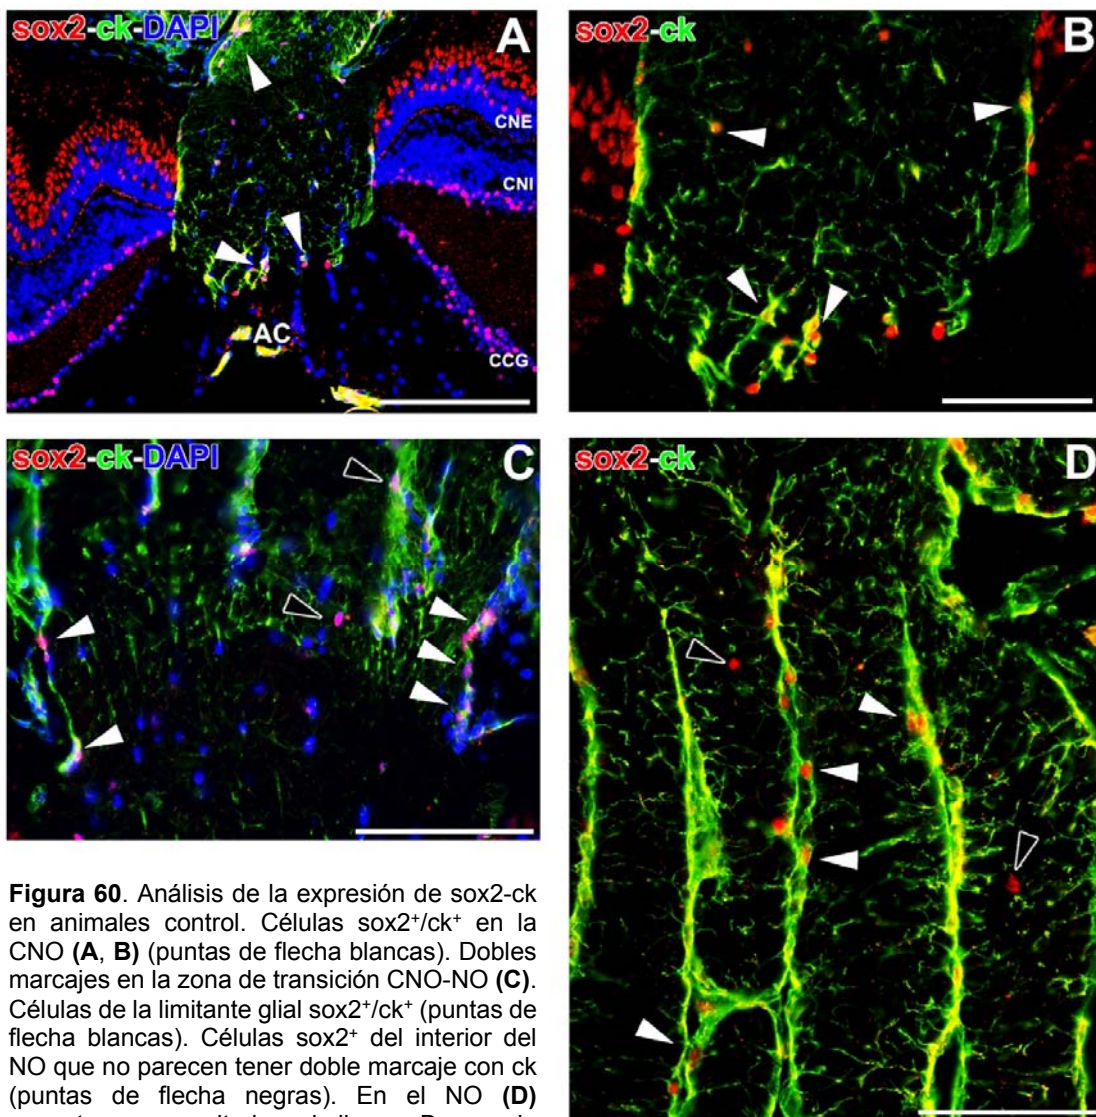 sox2-ck-DAPI
A
CNE
CNI
AC
CCG
sox2-ck
B
sox2-ck-DAPI
C
sox2-ck
D
Figura 60. Análisis de la expresión de sox2-ck
en animales control. Células sox2⁺/ck⁺ en la
CNO (A, B) (puntas de flecha blancas). Dobles
marcajes en la zona de transición CNO-NO (C).
Células de la limitante glial sox2⁺/ck⁺ (puntas de
flecha blancas). Células sox2⁺ del interior del
NO que no parecen tener doble marcaje con ck
(puntas de flecha negras). En el NO (D)